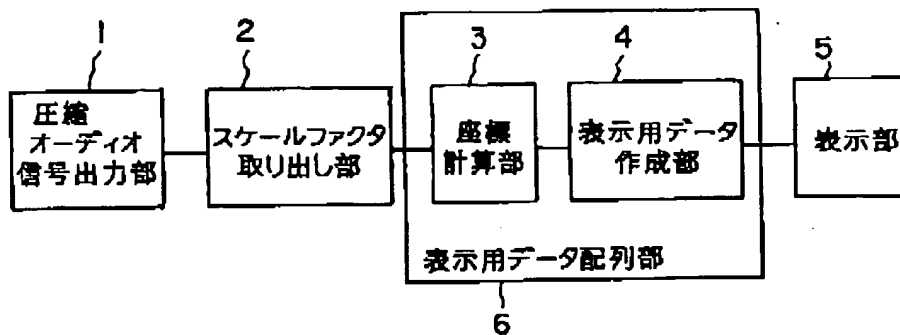 1
圧縮
オーディオ
信号出力部
2
スケールファクタ
取り出し部
3
座標
計算部
4
表示用データ
作成部
5
表示部
表示用データ配列部
6